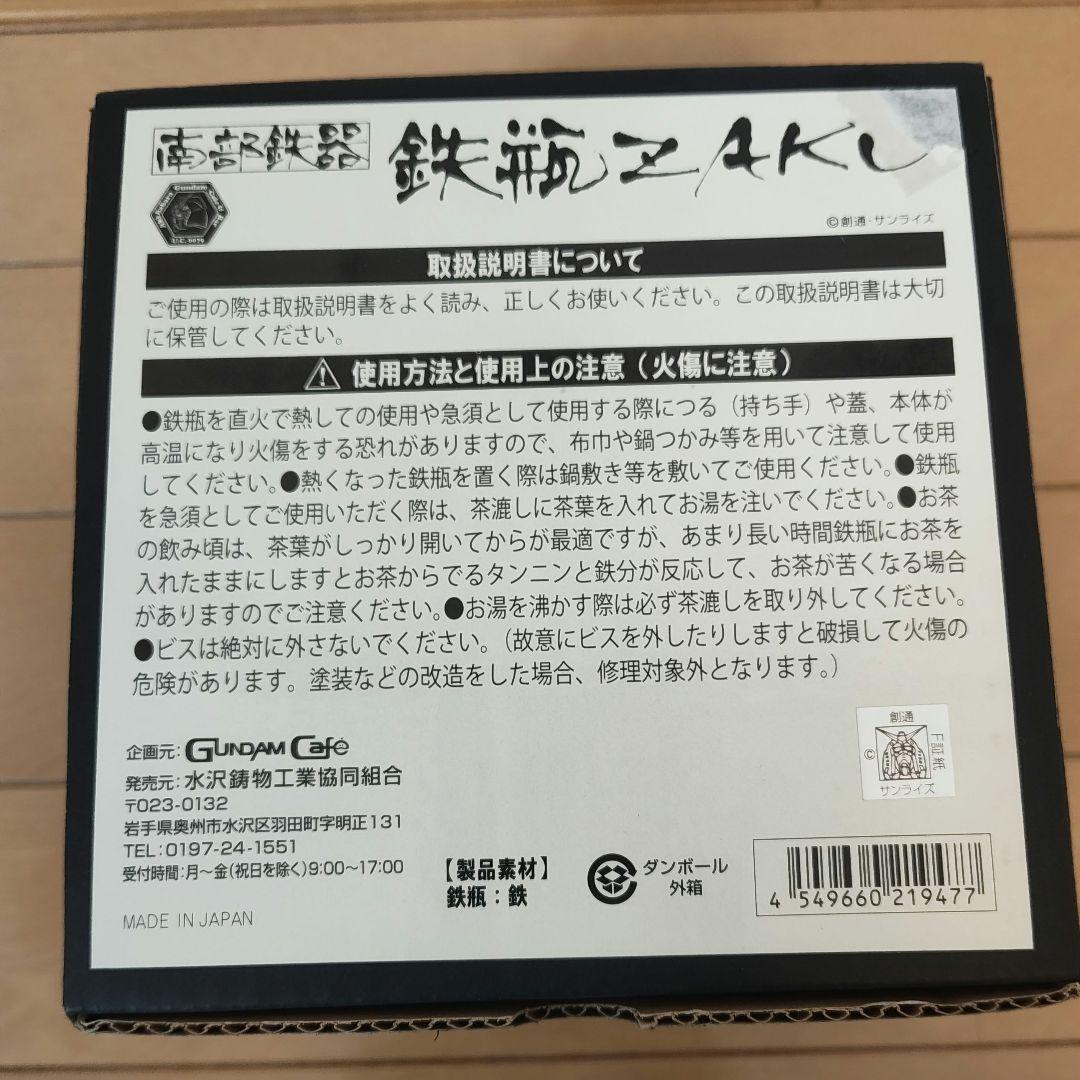 南部鉄器 鉄瓶ZAKU
Gundam Cafe
U.C. 0079
©創通・サンライズ
取扱説明書について
ご使用の際は取扱説明書をよく読み、正しくお使いください。この取扱説明書は大切
に保管してください。
使用方法と使用上の注意（火傷に注意）
●鉄瓶を直火で熱しての使用や急須として使用する際につる（持ち手）や蓋、本体が
高温になり火傷をする恐れがありますので、布巾や鍋つかみ等を用いて注意して使用
してください。●熱くなった鉄瓶を置く際は鍋敷き等を敷いてご使用ください。●鉄瓶
を急須としてご使用いただく際は、茶漉しに茶葉を入れてお湯を注いでください。●お茶
の飲み頃は、茶葉がしっかり開いてからが最適ですが、あまり長い時間鉄瓶にお茶を
入れたままにしますとお茶からでるタンニンと鉄分が反応して、お茶が苦くなる場合
がありますのでご注意ください。●お湯を沸かす際は必ず茶漉しを取り外してください。
●ビスは絶対に外さないでください。（故意にビスを外したりしますと破損して火傷の
危険があります。塗装などの改造をした場合、修理対象外となります。）
企画元：GUNDAM Cafe
発売元：水沢鋳物工業協同組合
〒023-0132
岩手県奥州市水沢区羽田町字明正131
TEL：0197-24-1551
受付時間：月～金（祝日を除く）9:00～17:00
MADE IN JAPAN
【製品素材】
鉄瓶：鉄
ダンボール
外箱
創通
©
F証紙
サンライズ
4 549660 219477